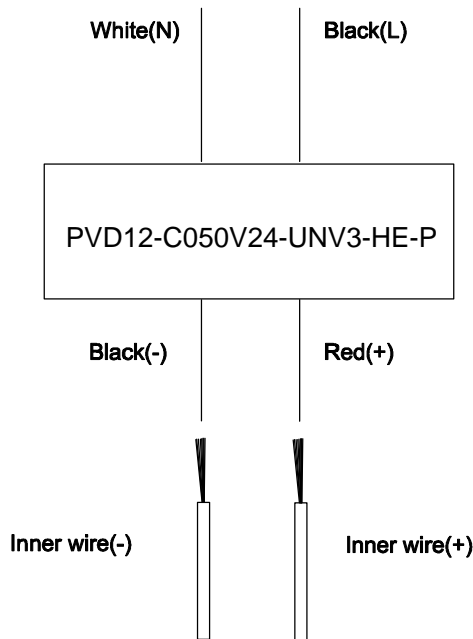 White(N)
Black(L)
PVD12-C050V24-UNV3-HE-P
Black(-)
Red(+)
Inner wire(-)
Inner wire(+)